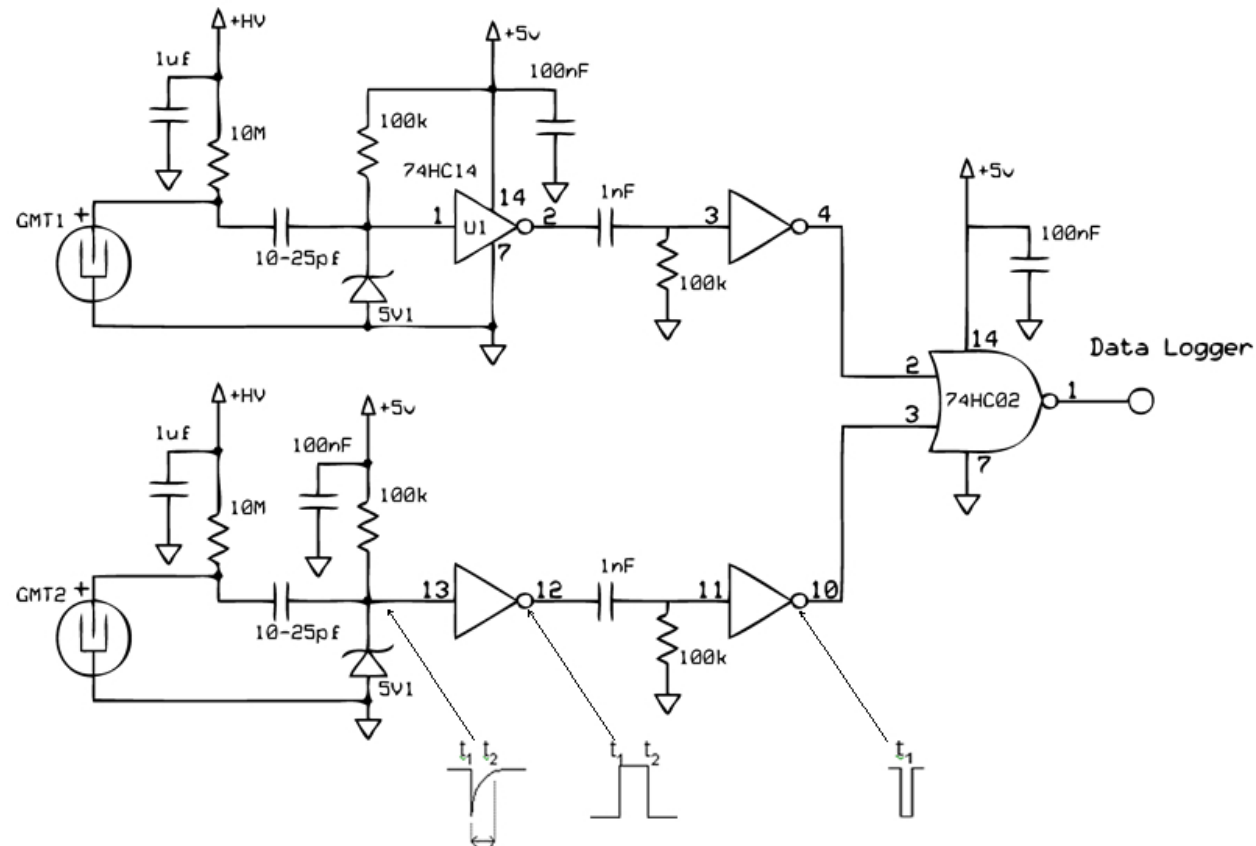 +HV
1uf
10M
GMT1 +
10-25pf
+5v
100nF
100k
74HC14
1
U1
14
2
7
5V1
1nF
3
4
100k
+5v
100nF
14
2
74HC02
3
1
7
Data Logger
+HV
1uf
10M
GMT2 +
10-25pf
+5v
100nF
100k
13
12
5V1
1nF
11
10
100k
t1 t2
t1 t2
t1